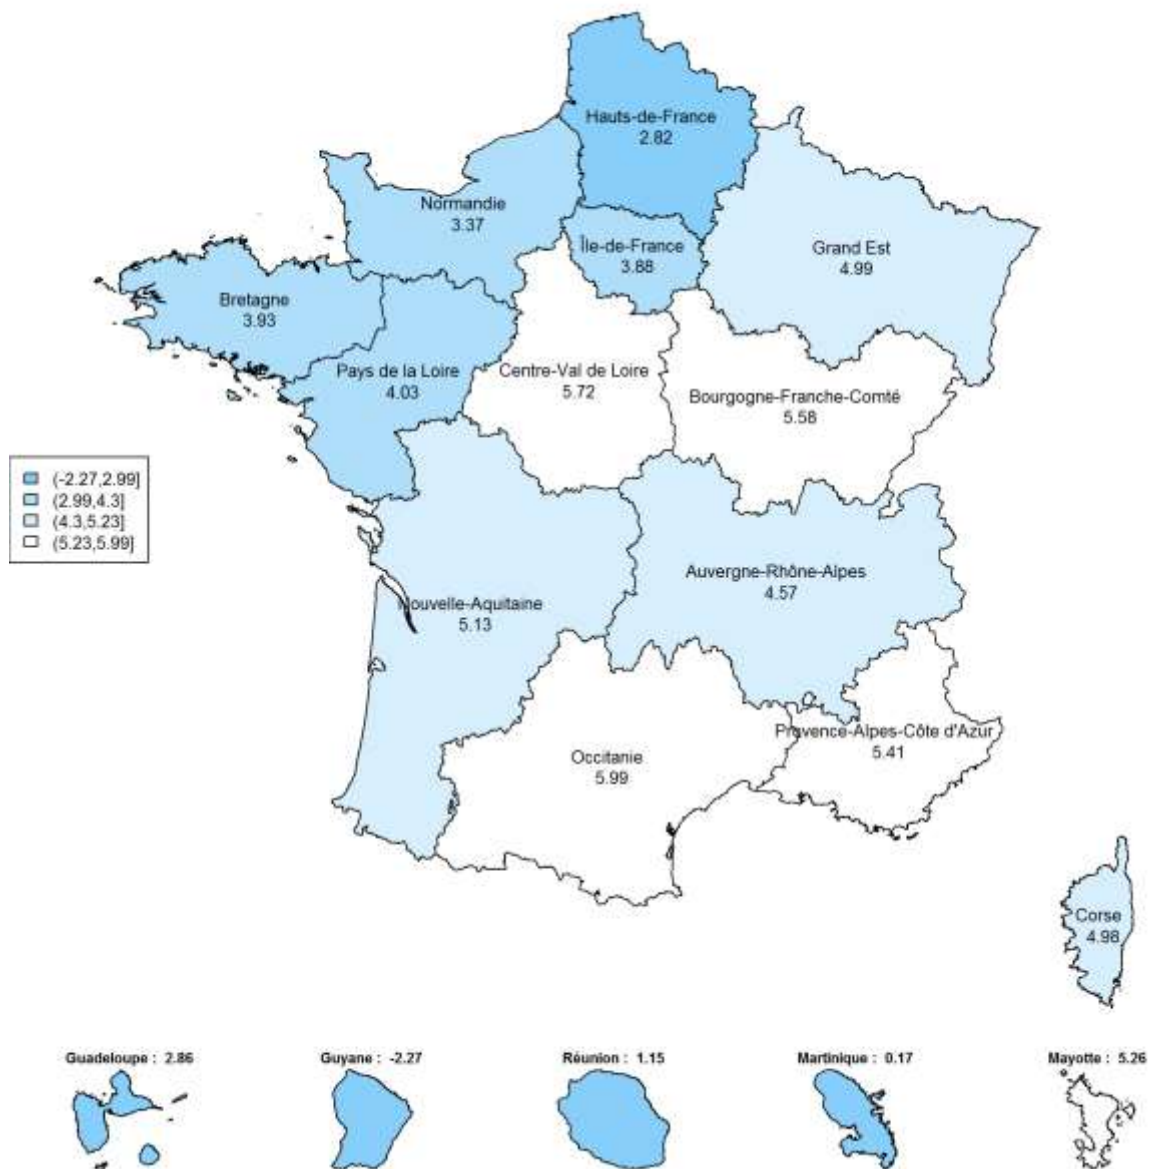 Hauts-de-France
2.82
Normandie
3.37
Île-de-France
3.88
Grand Est
4.99
Bretagne
3.93
Pays de la Loire
4.03
Centre-Val de Loire
5.72
Bourgogne-Franche-Comté
5.58
(-2.27,2.99]
(2.99,4.3]
(4.3,5.23]
(5.23,5.99]
Auvergne-Rhône-Alpes
4.57
Nouvelle-Aquitaine
5.13
Provence-Alpes-Côte d'Azur
5.41
Occitanie
5.99
Corse
4.98
Guadeloupe : 2.86
Guyane : -2.27
Réunion : 1.15
Martinique : 0.17
Mayotte : 5.26